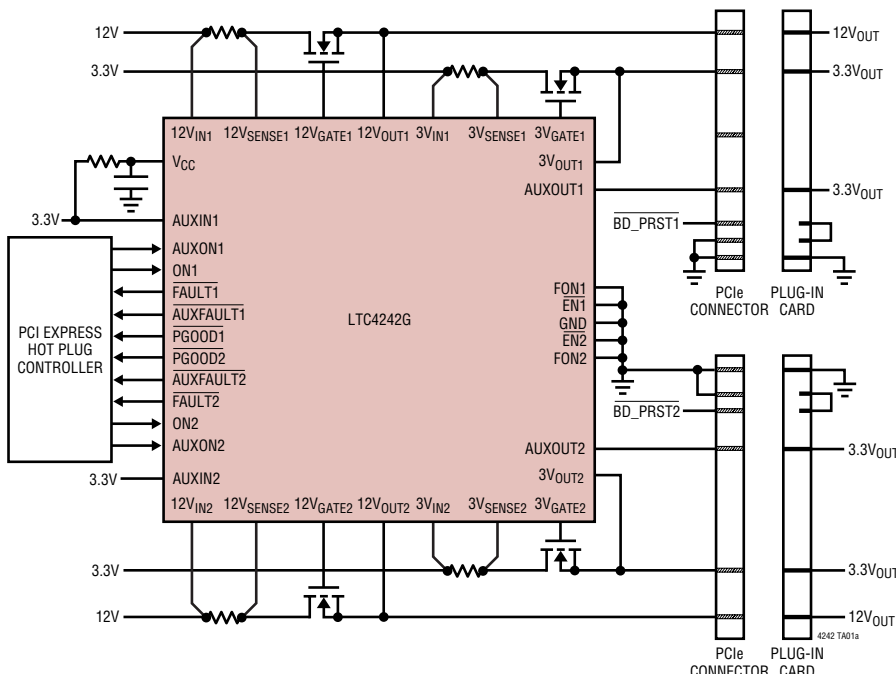 12V
12VOUT
3.3V
3.3VOUT
12VIN1 12VSENSE1 12VGATE1 12VOUT1 3VIN1 3VSENSE1 3VGATE1
VCC
3VOUT1
AUXOUT1
3.3VOUT
3.3V
AUXIN1
BD_PRST1
PCI EXPRESS
HOT PLUG
CONTROLLER
AUXON1
ON1
FAULT1
AUXFAULT1
PGOOD1
PGOOD2
AUXFAULT2
FAULT2
ON2
AUXON2
LTC4242G
FON1
EN1
GND
EN2
FON2
PCIe
CONNECTOR
PLUG-IN
CARD
BD_PRST2
AUXOUT2
3.3VOUT
3VOUT2
3.3V
AUXIN2
12VIN2 12VSENSE2 12VGATE2 12VOUT2 3VIN2 3VSENSE2 3VGATE2
3.3V
3.3VOUT
12V
12VOUT
4242 TA01a
PCIe
CONNECTOR
PLUG-IN
CARD